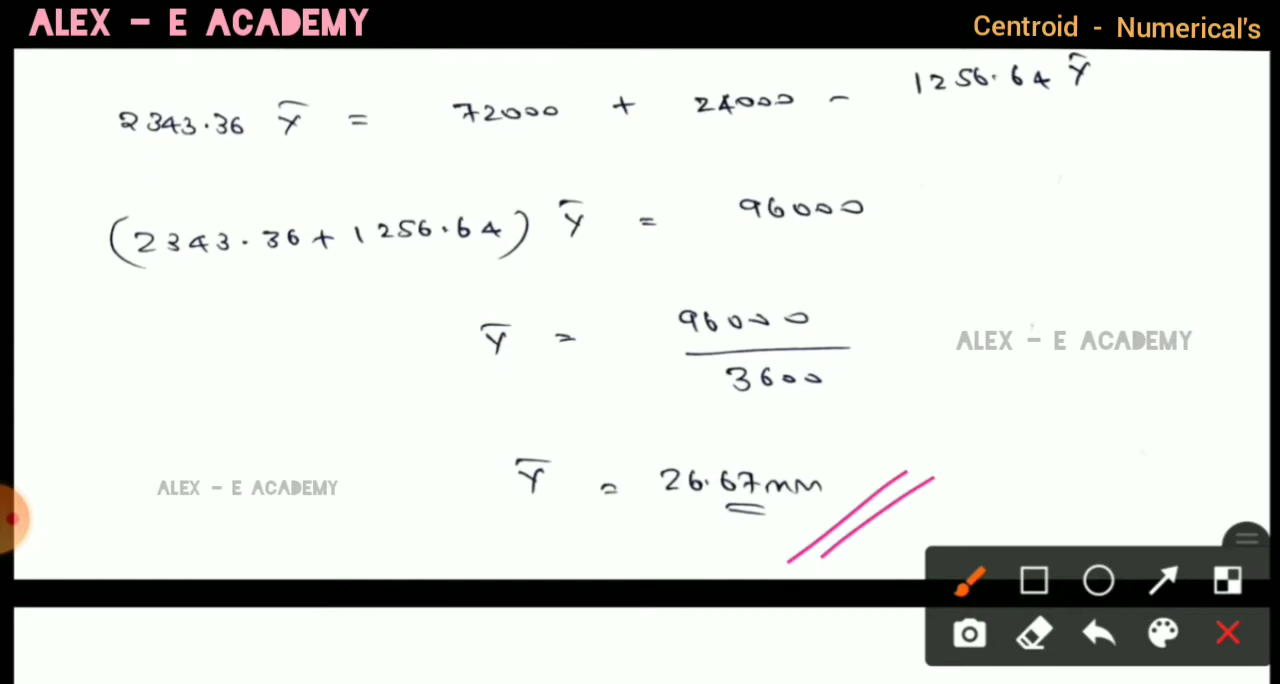 ALEX - E ACADEMY
Centroid - Numerical's
2343.36 Y̅ = 72000 + 24000 - 1256.64 Y̅
(2343.36 + 1256.64) Y̅ = 96000
Y̅ = 96000
3600
ALEX - E ACADEMY
Y̅ = 26.67mm
ALEX - E ACADEMY